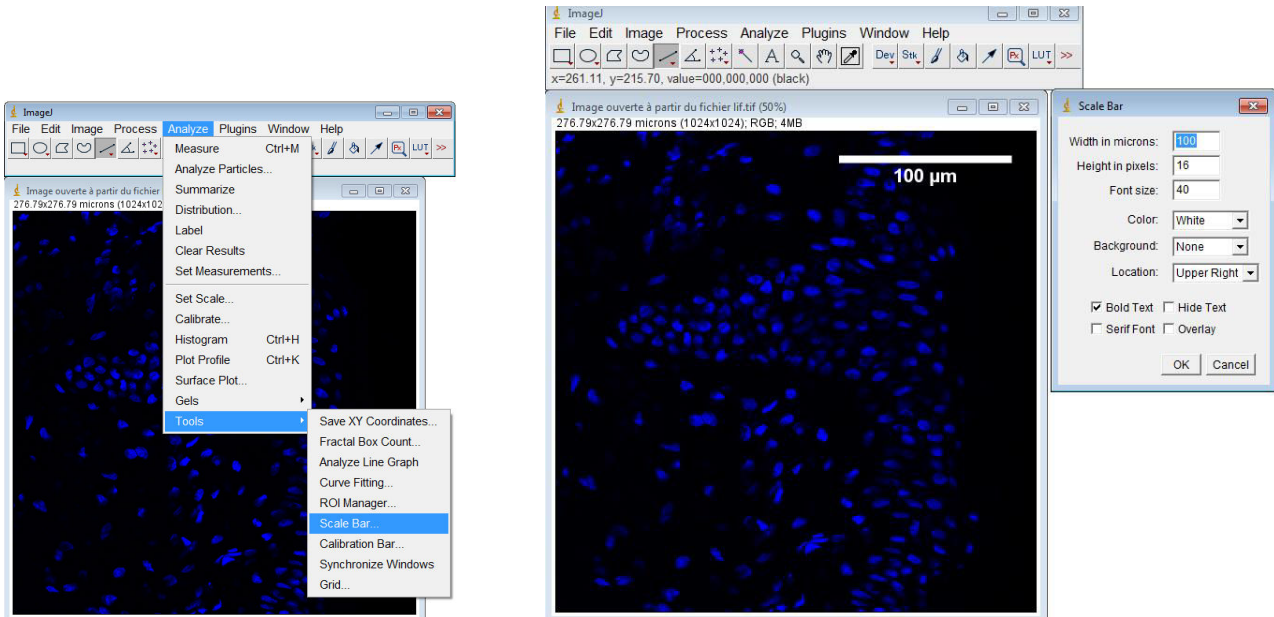 ImageJ
File Edit Image Process Analyze Plugins Window Help
LUT >>
Image ouverte à partir du fichier
276.79x276.79 microns (1024x102
Measure Ctrl+M
Analyze Particles...
Summarize
Distribution...
Label
Clear Results
Set Measurements...
Set Scale...
Calibrate...
Histogram Ctrl+H
Plot Profile Ctrl+K
Surface Plot...
Gels
Tools
Save XY Coordinates...
Fractal Box Count...
Analyze Line Graph
Curve Fitting...
ROI Manager...
Scale Bar...
Calibration Bar...
Synchronize Windows
Grid...
ImageJ
File Edit Image Process Analyze Plugins Window Help
A Dev Stk Px LUT >>
x=261.11, y=215.70, value=000,000,000 (black)
Image ouverte à partir du fichier lif.tif (50%)
276.79x276.79 microns (1024x1024); RGB; 4MB
100 µm
Scale Bar
Width in microns: 100
Height in pixels: 16
Font size: 40
Color: White
Background: None
Location: Upper Right
Bold Text Hide Text
Serif Font Overlay
OK Cancel